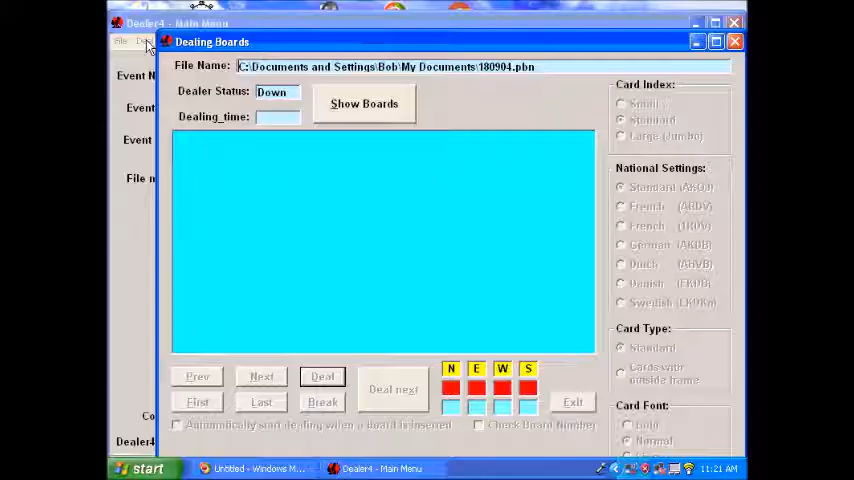 Dealer4 - Main Menu
File Deal
Dealing Boards
Event N
Event
Event
File n
Co
Dealer4
File Name: C:\Documents and Settings\Bob\My Documents\180904.pbn
Dealer Status: Down
Show Boards
Dealing_time:
Card Index:
Small
Standard
Large (Jumbo)
National Settings:
Standard (AKQJ)
French (ARDV)
French (1RDV)
German (AKDB)
Dutch (AHVB)
Danish (EKDB)
Swedish (EKDKn)
Card Type:
Standard
Cards with
outside frame
Card Font:
Bold
Normal
Prev Next Deal Deal next
First Last Break
N E W S
Exit
Automatically start dealing when a board is inserted
Check Board Number
start
Untitled - Windows M...
Dealer4 - Main Menu
11:21 AM